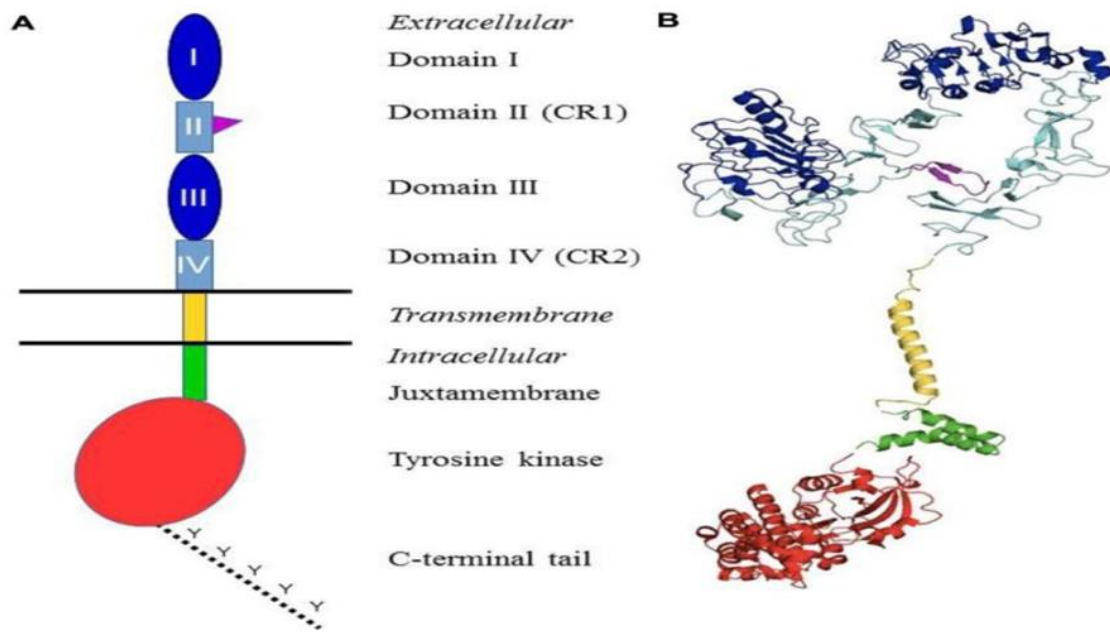 A
B
Extracellular
I
Domain I
II
Domain II (CR1)
III
Domain III
IV
Domain IV (CR2)
Transmembrane
Intracellular
Juxtamembrane
Tyrosine kinase
Y Y Y Y Y
C-terminal tail